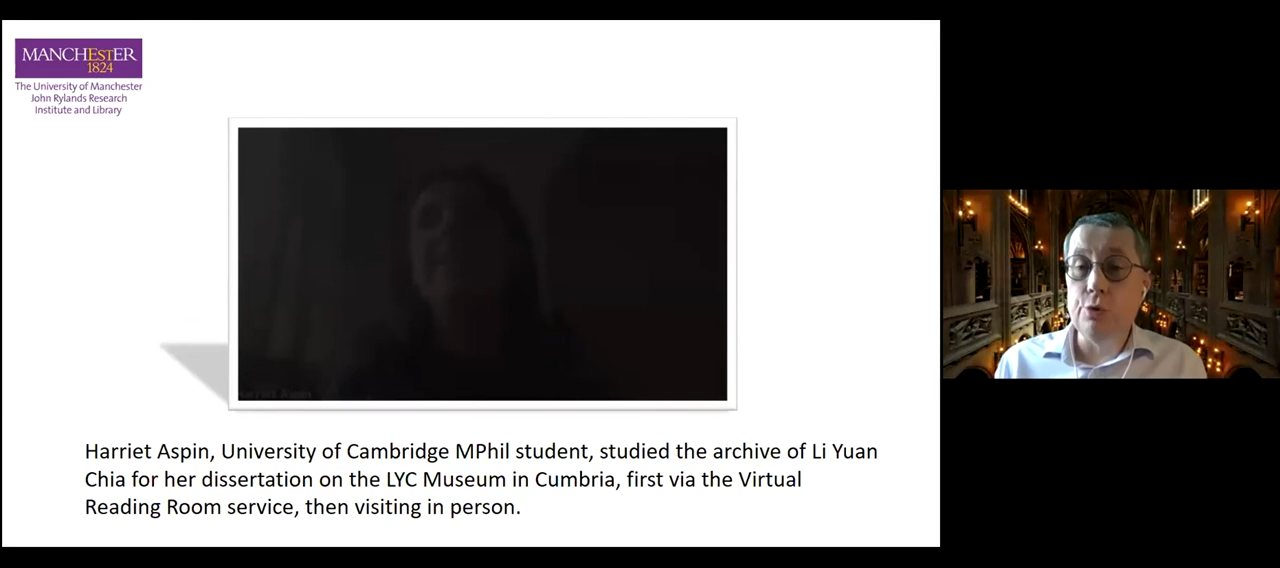 MANCHESTER
1824
The University of Manchester
John Rylands Research
Institute and Library
Harriet Aspin, University of Cambridge MPhil student, studied the archive of Li Yuan
Chia for her dissertation on the LYC Museum in Cumbria, first via the Virtual
Reading Room service, then visiting in person.